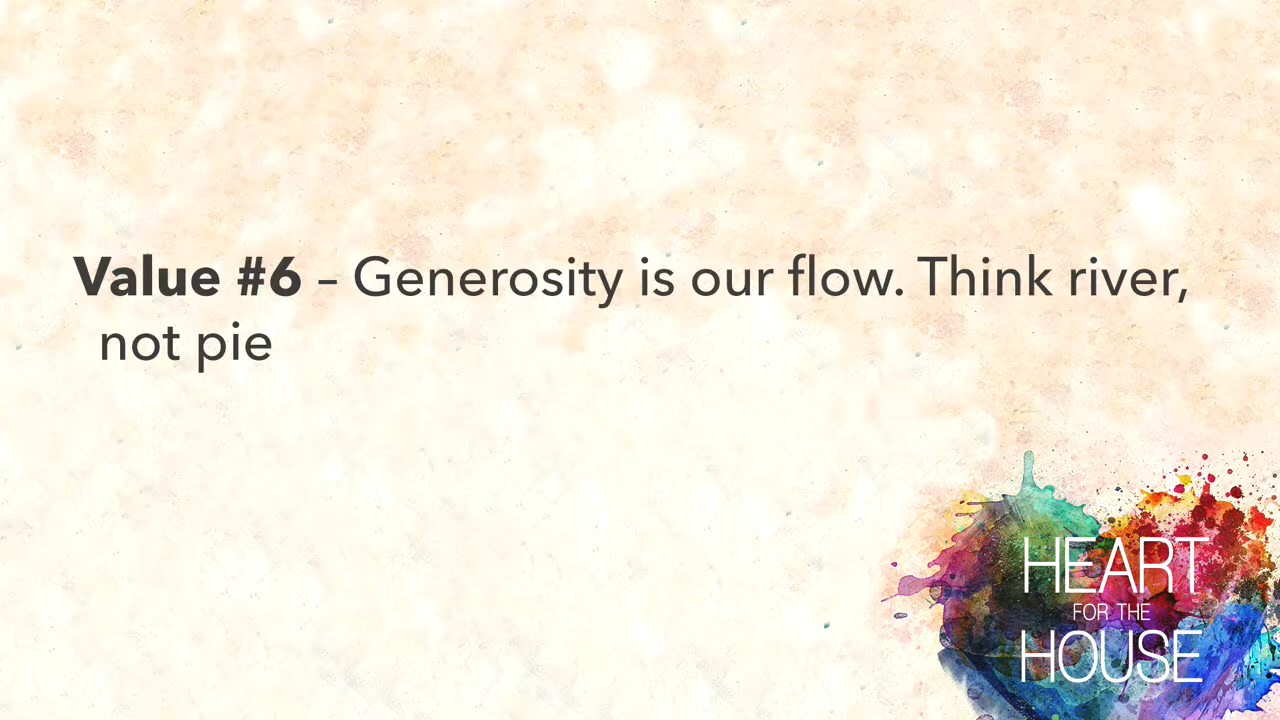 Value #6 – Generosity is our flow. Think river,
not pie
HEART
FOR THE
HOUSE